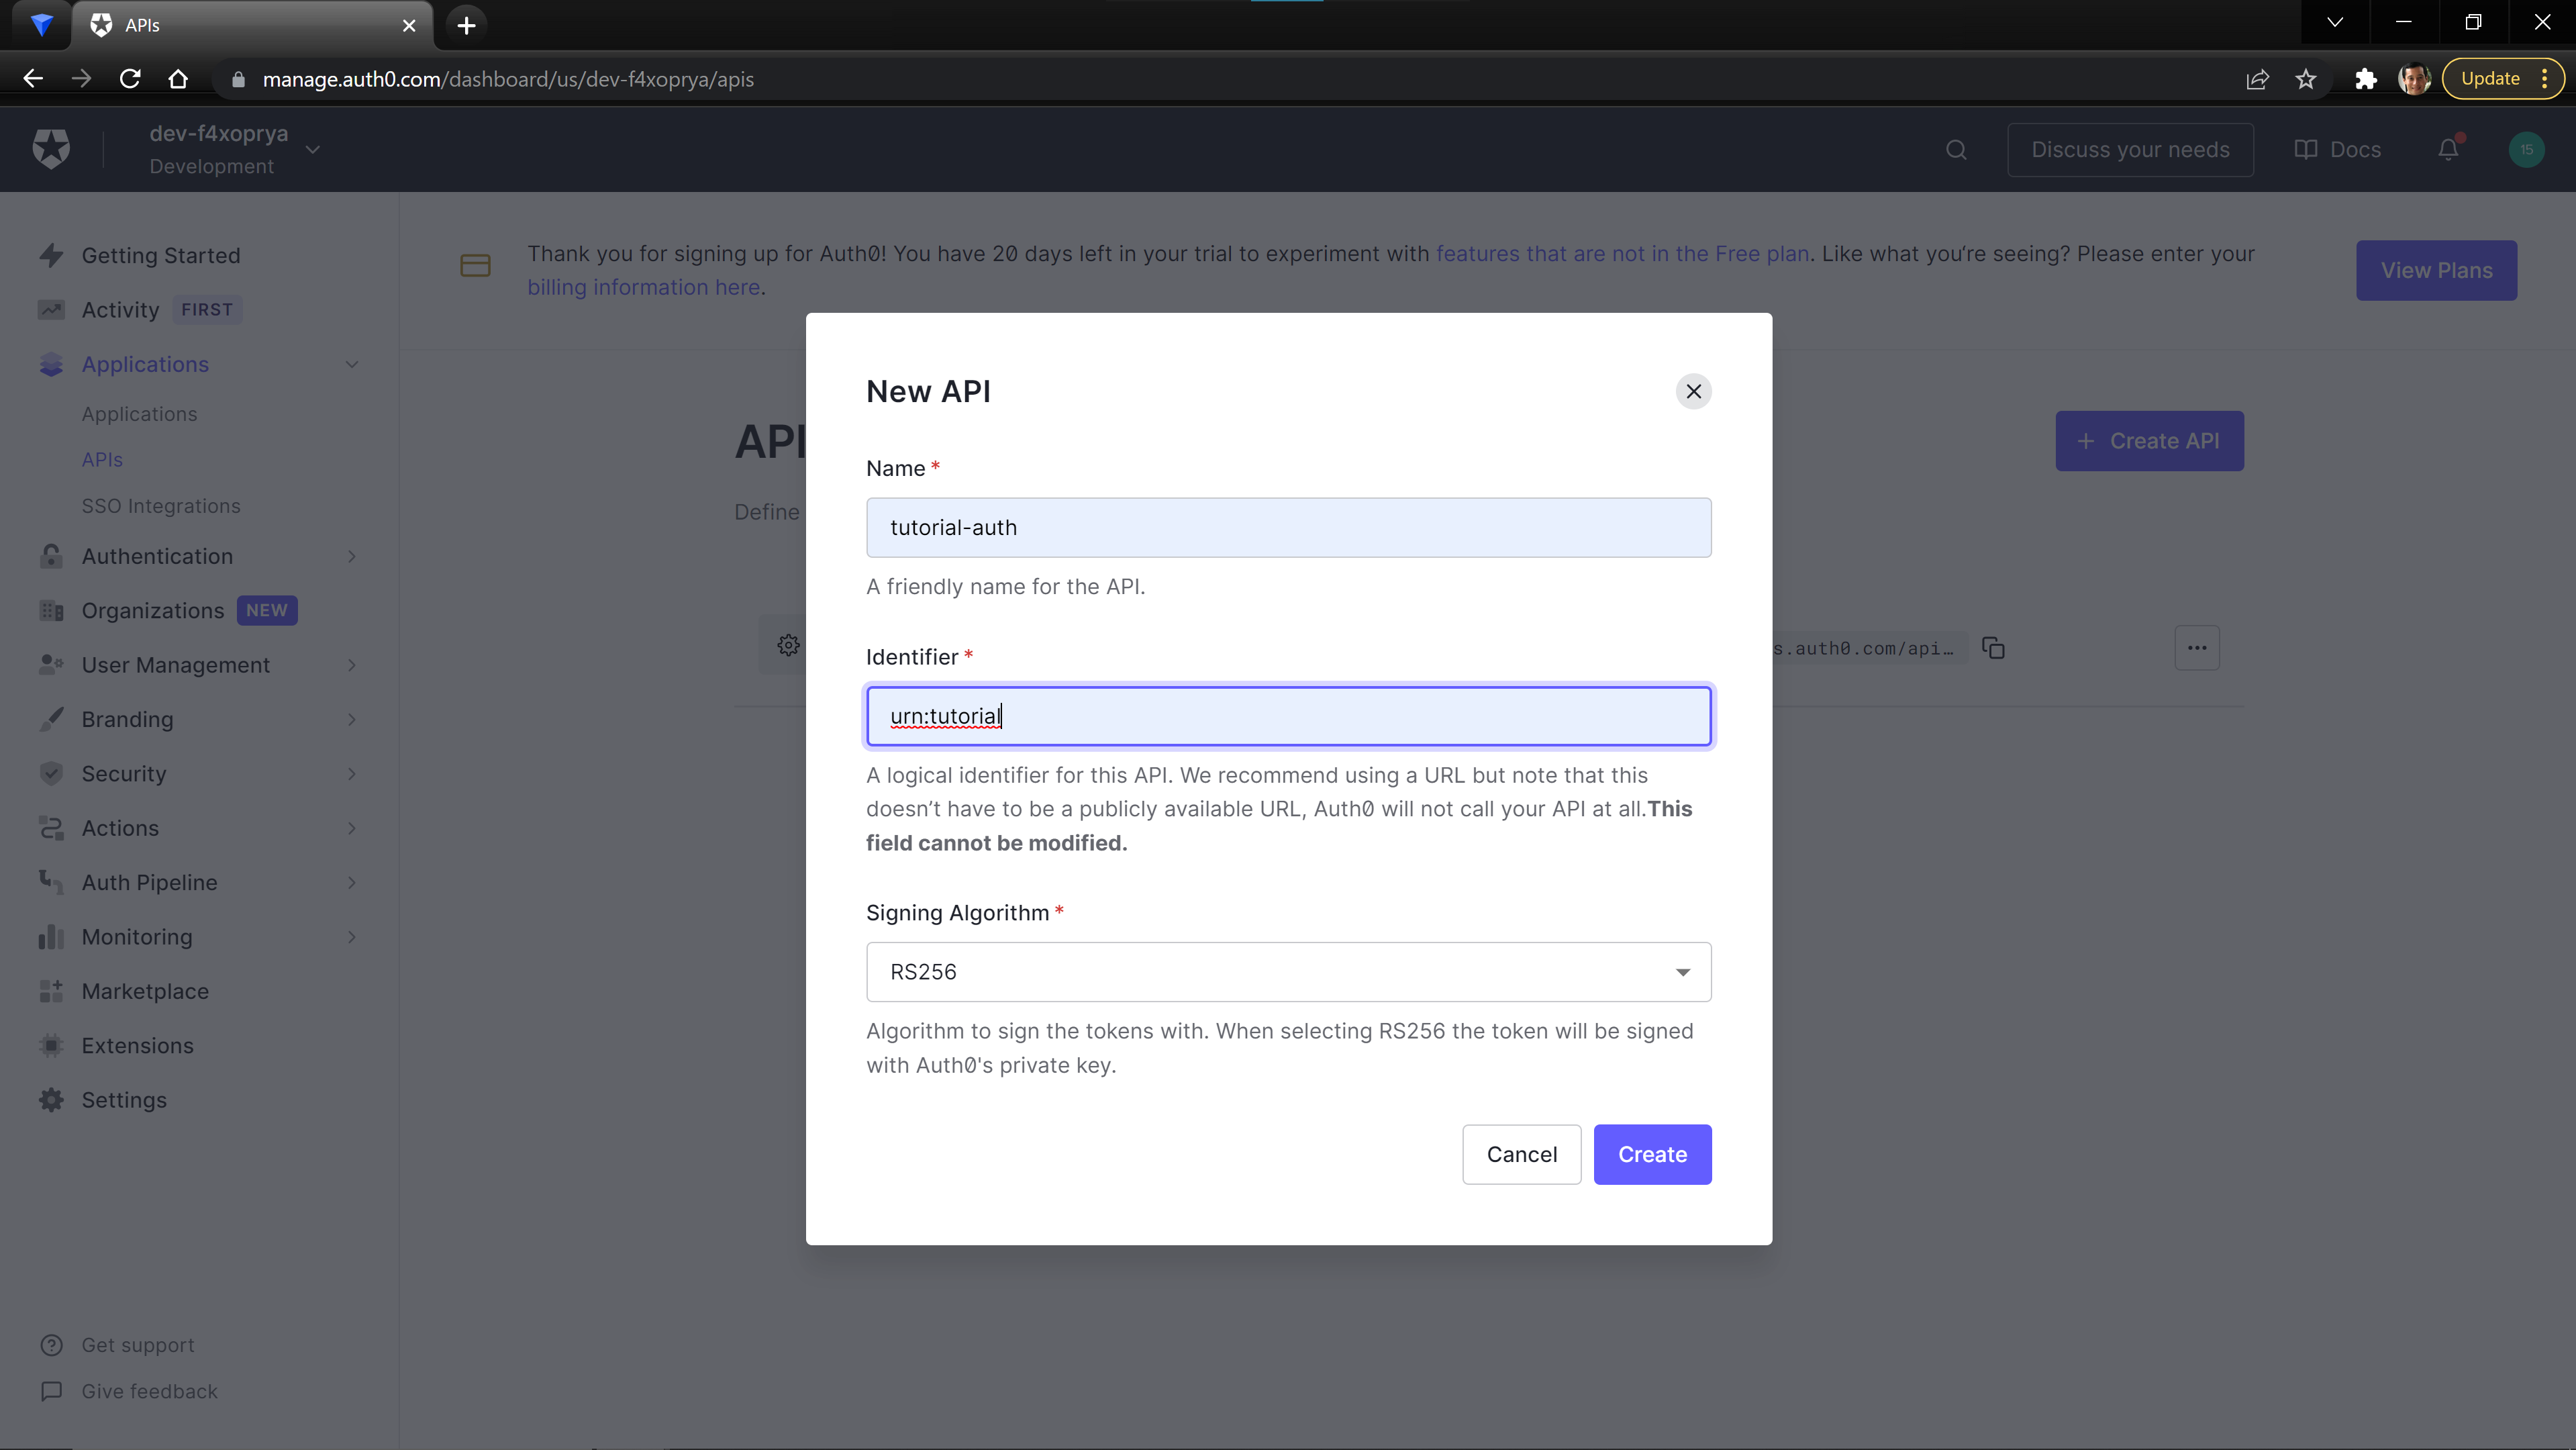 APIs
manage.auth0.com/dashboard/us/dev-f4xoprya/apis
Update
dev-f4xoprya
Development
Discuss your needs
Docs
15
Getting Started
Activity FIRST
Applications
Applications
APIs
SSO Integrations
Authentication
Organizations NEW
User Management
Branding
Security
Actions
Auth Pipeline
Monitoring
Marketplace
Extensions
Settings
Get support
Give feedback
Thank you for signing up for Auth0! You have 20 days left in your trial to experiment with features that are not in the Free plan. Like what you're seeing? Please enter your
billing information here.
View Plans
API
+ Create API
Define
s.auth0.com/api…
New API
Name *
tutorial-auth
A friendly name for the API.
Identifier *
urn:tutorial
A logical identifier for this API. We recommend using a URL but note that this
doesn’t have to be a publicly available URL, Auth0 will not call your API at all.This
field cannot be modified.
Signing Algorithm *
RS256
Algorithm to sign the tokens with. When selecting RS256 the token will be signed
with Auth0's private key.
Cancel
Create